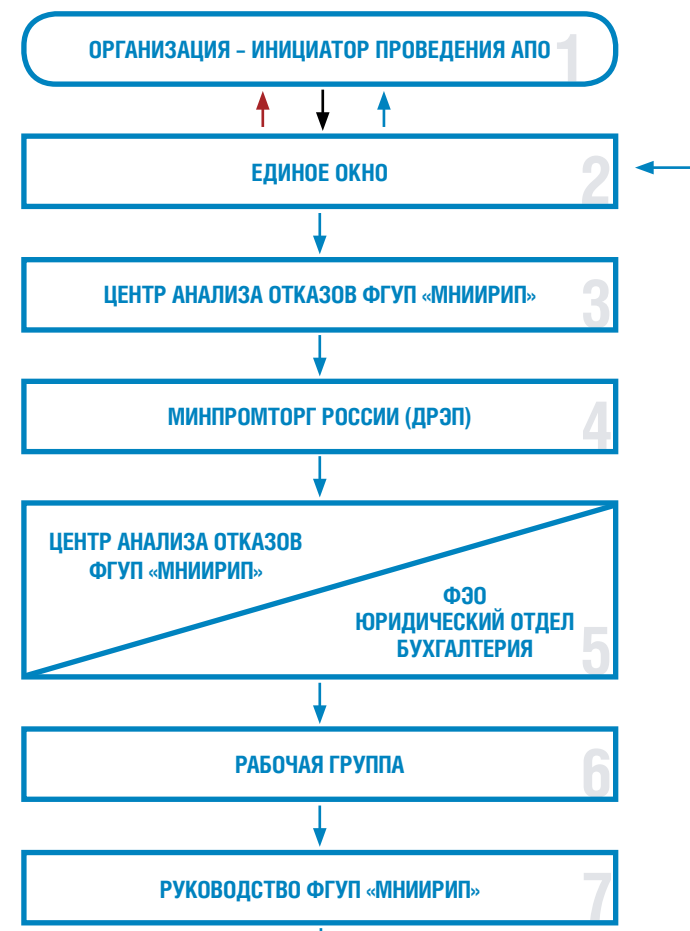 ОРГАНИЗАЦИЯ – ИНИЦИАТОР ПРОВЕДЕНИЯ АПО
1
ЕДИНОЕ ОКНО
2
ЦЕНТР АНАЛИЗА ОТКАЗОВ ФГУП «МНИИРИП»
3
МИНПРОМТОРГ РОССИИ (ДРЭП)
4
ЦЕНТР АНАЛИЗА ОТКАЗОВ
ФГУП «МНИИРИП»
ФЭО
ЮРИДИЧЕСКИЙ ОТДЕЛ
БУХГАЛТЕРИЯ
5
РАБОЧАЯ ГРУППА
6
РУКОВОДСТВО ФГУП «МНИИРИП»
7